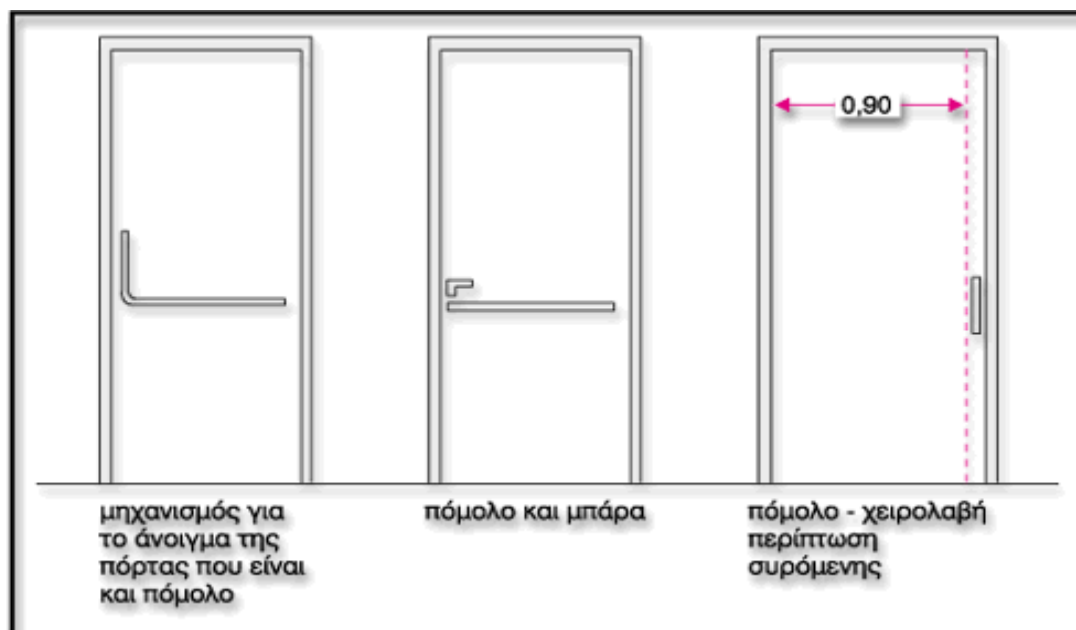 0,90
μηχανισμός για
το άνοιγμα της
πόρτας που είναι
και πόμολο
πόμολο και μπάρα
πόμολο - χειρολαβή
περίπτωση
συρόμενης